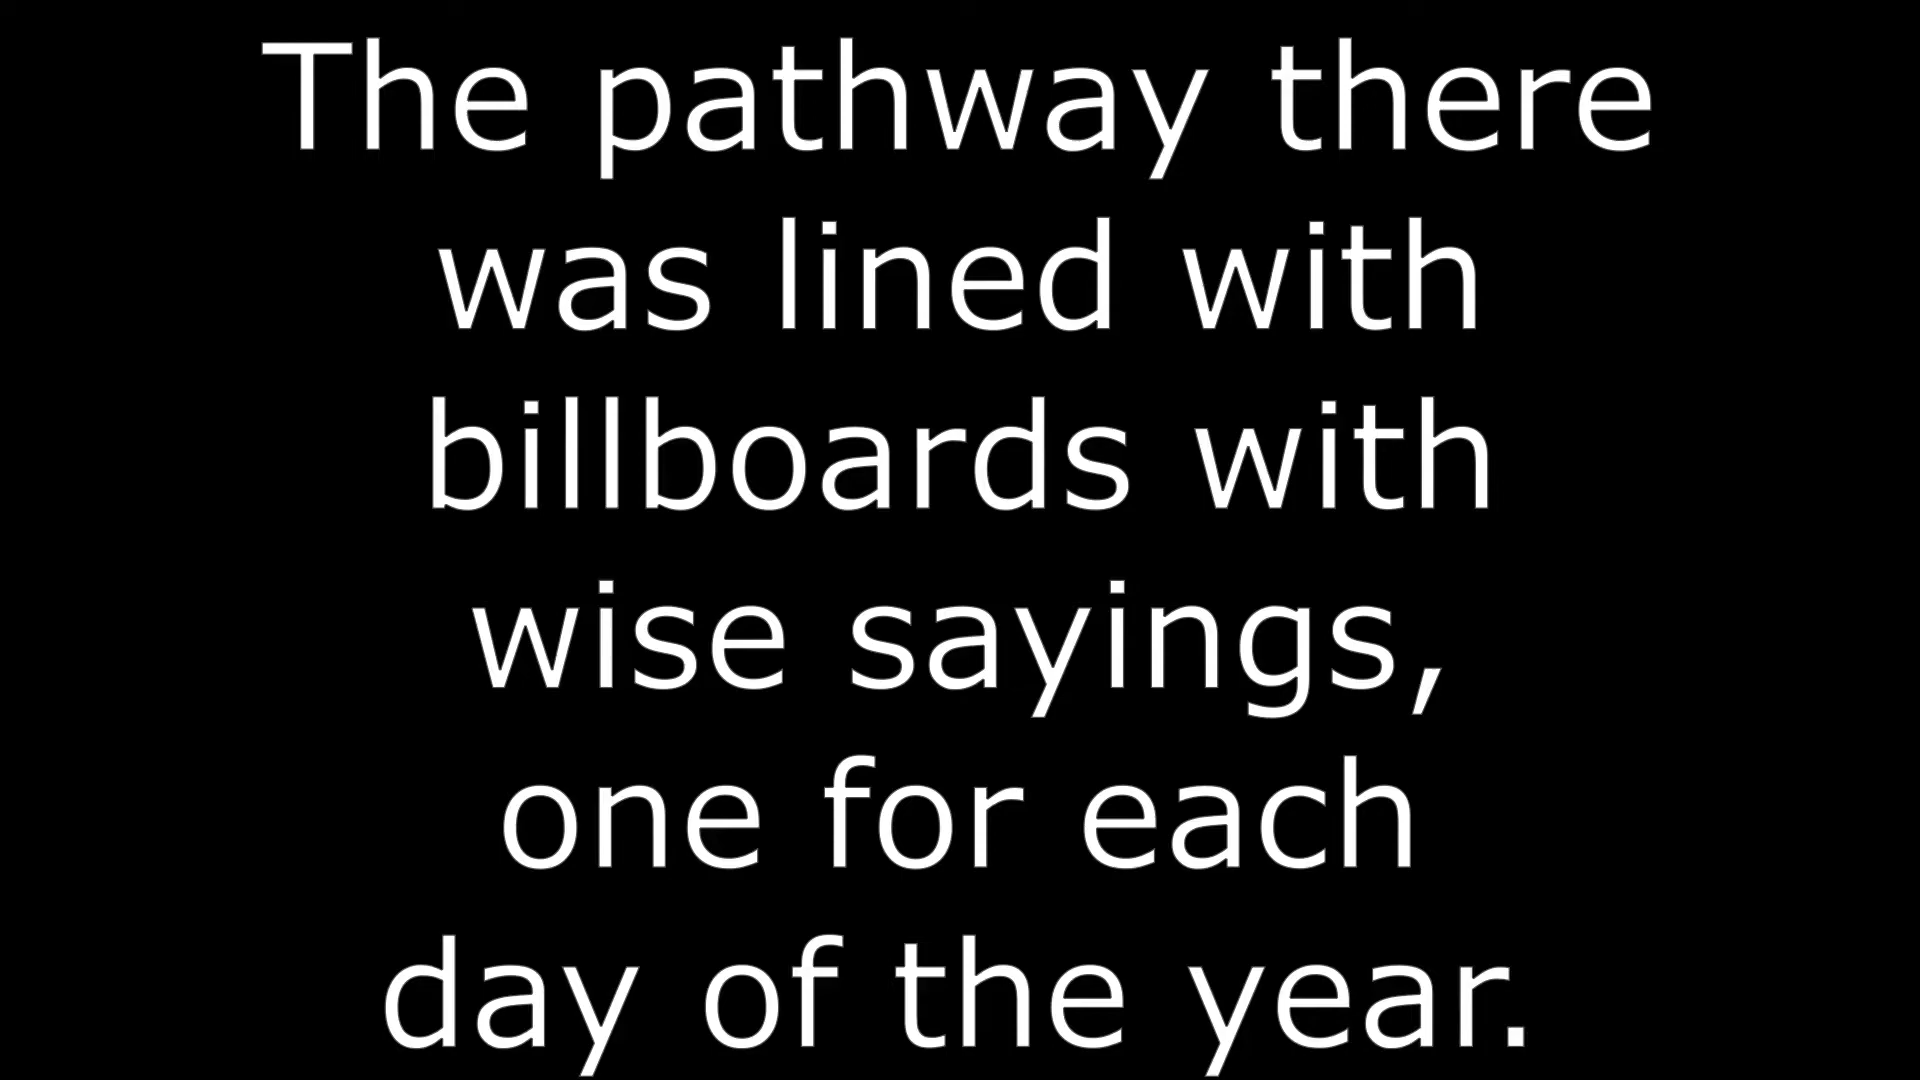 The pathway there
was lined with
billboards with
wise sayings,
one for each
day of the year.